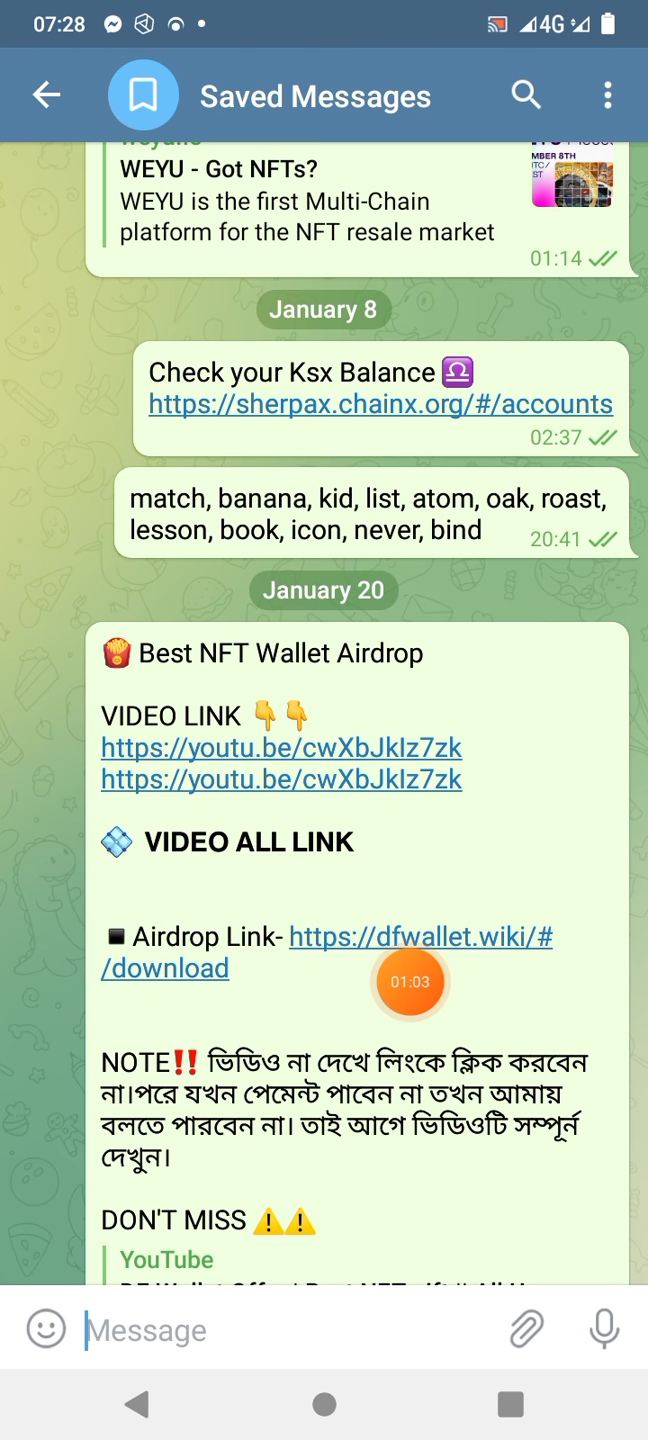 07:28
4G
Saved Messages
WEYU - Got NFTs?
WEYU is the first Multi-Chain
platform for the NFT resale market
MBER 8TH
01:14
January 8
Check your Ksx Balance ♎
https://sherpax.chainx.org/#/accounts
02:37
match, banana, kid, list, atom, oak, roast,
lesson, book, icon, never, bind
20:41
January 20
🍟 Best NFT Wallet Airdrop
VIDEO LINK 👇👇
https://youtu.be/cwXbJkIz7zk
https://youtu.be/cwXbJkIz7zk
💠 VIDEO ALL LINK
▪️Airdrop Link- https://dfwallet.wiki/#
/download
01:03
NOTE‼️ ভিডিও না দেখে লিংকে ক্লিক করবেন
না।পরে যখন পেমেন্ট পাবেন না তখন আমায়
বলতে পারবেন না। তাই আগে ভিডিওটি সম্পূর্ন
দেখুন।
DON'T MISS ⚠️⚠️
YouTube
Message